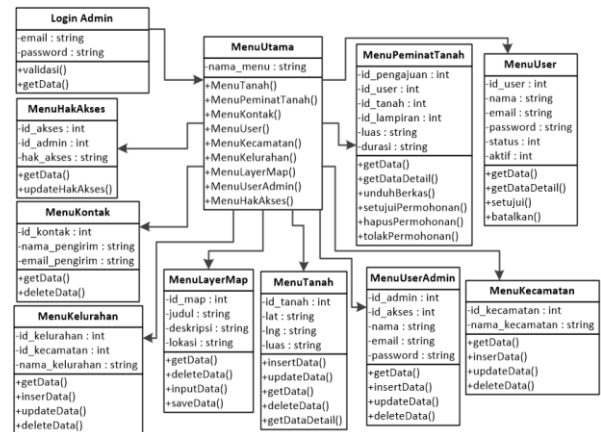 Login Admin
-email : string
-password : string
+validasi()
+getData()
MenuUtama
-nama_menu : string
+MenuTanah()
+MenuPeminatTanah()
+MenuKontak()
+MenuUser()
+MenuKecamatan()
+MenuKelurahan()
+MenuLayerMap()
+MenuUserAdmin()
+MenuHakAkses()
MenuPeminatTanah
-id_pengajuan : int
-id_user : int
-id_tanah : int
-id_lampiran : int
-luas : string
-durasi : string
+getData()
+getDataDetail()
+unduhBerkas()
+setujuiPermohonan()
+hapusPermohonan()
+tolakPermohonan()
MenuUser
-id_user : int
-nama : string
-email : string
-password : string
-status : int
-aktif : int
+getData()
+getDataDetail()
+setujui()
+batalkan()
MenuHakAkses
-id_akses : int
-id_admin : int
-hak_akses : string
+getData()
+updateHakAkses()
MenuKontak
-id_kontak : int
-nama_pengirim : string
-email_pengirim : string
+getData()
+deleteData()
MenuKelurahan
-id_kelurahan : int
-id_kecamatan : int
-nama_kelurahan : string
+getData()
+inserData()
+updateData()
+deleteData()
MenuLayerMap
-id_map : int
-judul : string
-deskripsi : string
-lokasi : string
+getData()
+deleteData()
+inputData()
+saveData()
MenuTanah
-id_tanah : int
-lat : string
-lng : string
-luas : string
+insertData()
+updateData()
+getData()
+deleteData()
+getDataDetail()
MenuUserAdmin
-id_admin : int
-id_akses : int
-nama : string
-email : string
-password : string
+getData()
+insertData()
+updateData()
+deleteData()
MenuKecamatan
-id_kecamatan : int
-nama_kecamatan : string
+getData()
+inserData()
+updateData()
+deleteData()